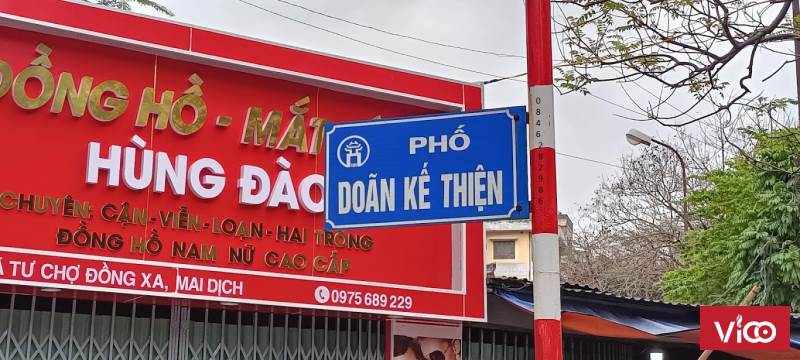 ĐỒNG HỒ - MẮT
HÙNG ĐÀO
CHUYÊN: CẬN-VIỄN-LOẠN-HAI TRÒNG
ĐỒNG HỒ NAM NỮ CAO CẤP
TƯ CHỢ ĐỒNG XA, MAI DỊCH
0975 689 229
PHỐ
DOÃN KẾ THIỆN
0846282986
VICO